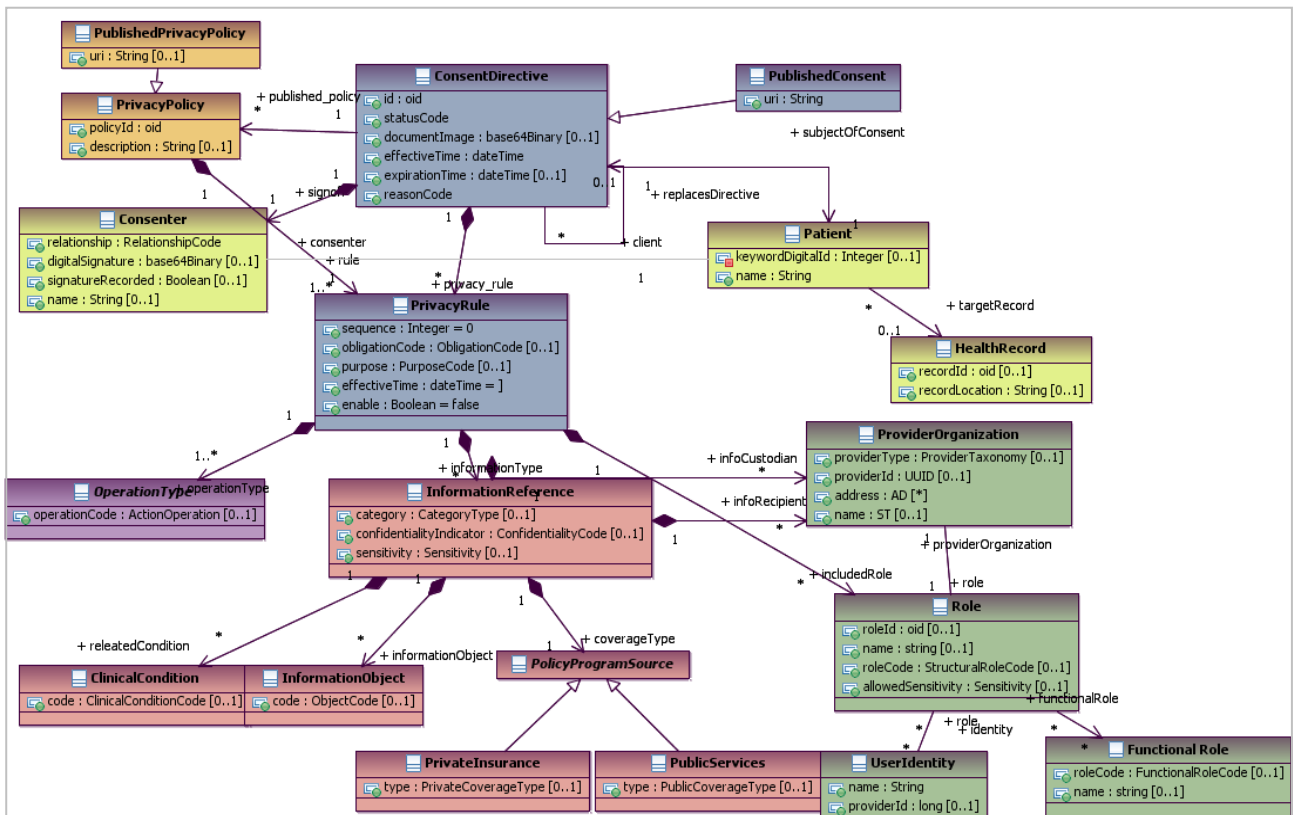 PublishedPrivacyPolicy
uri : String [0..1]
ConsentDirective
id : oid
statusCode
documentImage : base64Binary [0..1]
effectiveTime : dateTime
expirationTime : dateTime [0..1]
reasonCode
PublishedConsent
uri : String
PrivacyPolicy
policyId : oid
description : String [0..1]
+ published_policy
*
1
+ subjectOfConsent
1
+ signoff
1
0..1
1
+ replacesDirective
1
Consenter
relationship : RelationshipCode
digitalSignature : base64Binary [0..1]
signatureRecorded : Boolean [0..1]
name : String [0..1]
+ consenter
+ rule
1..*
1
*
+ privacy_rule
*
+ client
1
Patient
keywordDigitalId : Integer [0..1]
name : String
*
+ targetRecord
0..1
HealthRecord
recordId : oid [0..1]
recordLocation : String [0..1]
PrivacyRule
sequence : Integer = 0
obligationCode : ObligationCode [0..1]
purpose : PurposeCode [0..1]
effectiveTime : dateTime = ]
enable : Boolean = false
1
1..*
+ operationType
OperationType
operationCode : ActionOperation [0..1]
1
*
+ informationType
1
+ infoCustodian
*
+ infoRecipient
*
1
ProviderOrganization
providerType : ProviderTaxonomy [0..1]
providerId : UUID [0..1]
address : AD [*]
name : ST [0..1]
InformationReference
1
category : CategoryType [0..1]
confidentialityIndicator : ConfidentialityCode [0..1]
sensitivity : Sensitivity [0..1]
1
+ providerOrganization
* + includedRole
1
+ role
1
1
1
+ releatedCondition
*
*
+ informationObject
1
+ coverageType
ClinicalCondition
code : ClinicalConditionCode [0..1]
InformationObject
code : ObjectCode [0..1]
PolicyProgramSource
Role
roleId : oid [0..1]
name : string [0..1]
roleCode : StructuralRoleCode [0..1]
allowedSensitivity : Sensitivity [0..1]
+ functionalRole
* + role
*
+ identity
*
*
PrivateInsurance
type : PrivateCoverageType [0..1]
PublicServices
type : PublicCoverageType [0..1]
UserIdentity
name : String
providerId : long [0..1]
Functional Role
roleCode : FunctionalRoleCode [0..1]
name : string [0..1]